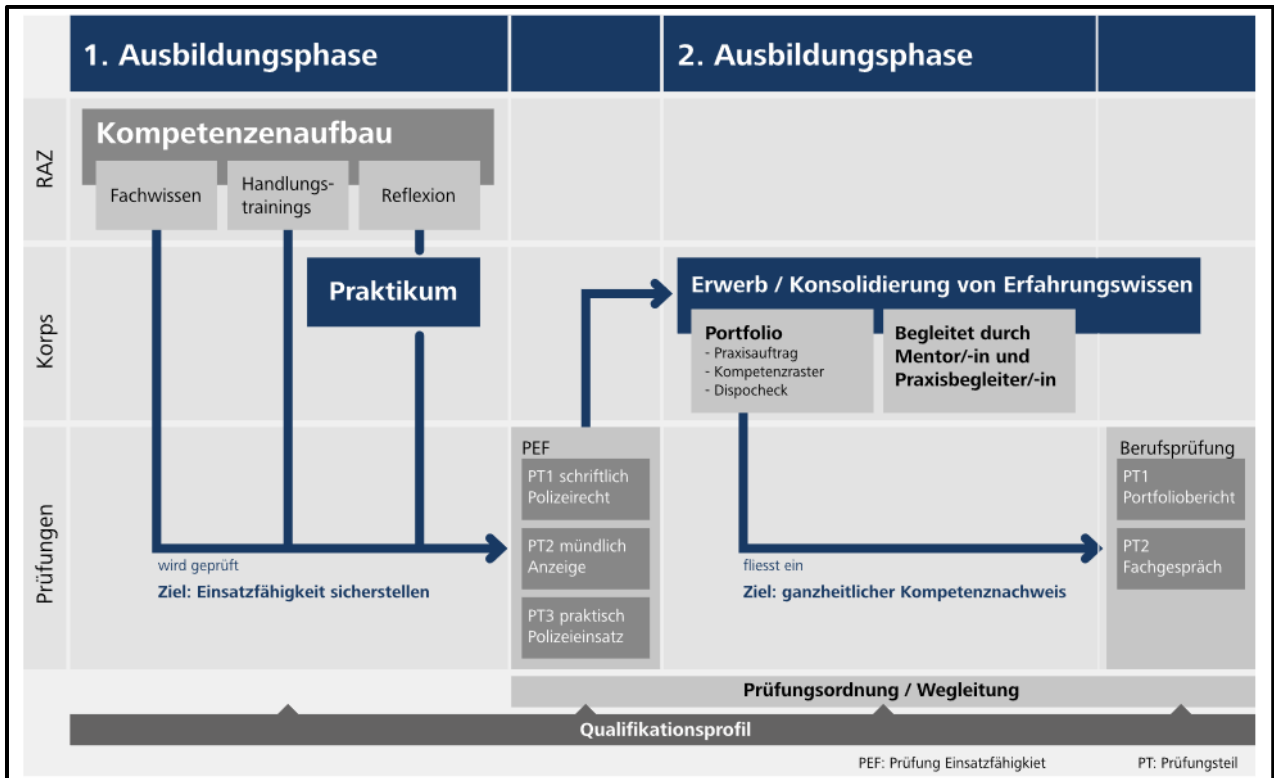 1. Ausbildungsphase
2. Ausbildungsphase
RAZ
Kompetenzenaufbau
Fachwissen
Handlungs-
trainings
Reflexion
Korps
Praktikum
Erwerb / Konsolidierung von Erfahrungswissen
Portfolio
- Praxisauftrag
- Kompetenzraster
- Dispocheck
Begleitet durch
Mentor/-in und
Praxisbegleiter/-in
Prüfungen
wird geprüft
Ziel: Einsatzfähigkeit sicherstellen
PEF
PT1 schriftlich
Polizeirecht
PT2 mündlich
Anzeige
PT3 praktisch
Polizeieinsatz
fliesst ein
Ziel: ganzheitlicher Kompetenznachweis
Berufsprüfung
PT1
Portfoliobericht
PT2
Fachgespräch
Prüfungsordnung / Wegleitung
Qualifikationsprofil
PEF: Prüfung Einsatzfähigkiet
PT: Prüfungsteil